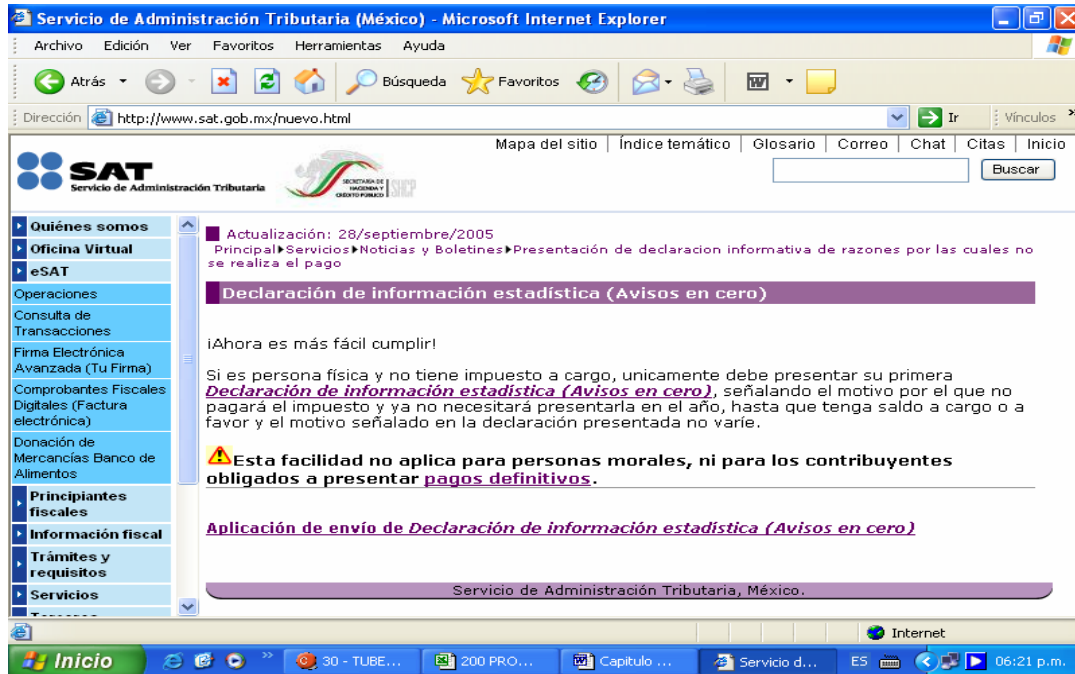 Servicio de Administración Tributaria (México) - Microsoft Internet Explorer
Archivo Edición Ver Favoritos Herramientas Ayuda
Atrás Búsqueda Favoritos
Dirección http://www.sat.gob.mx/nuevo.html Ir Vínculos »
Mapa del sitio | Índice temático | Glosario | Correo | Chat | Citas | Inicio
Buscar
SAT
Servicio de Administración Tributaria
SECRETARÍA DE
HACIENDA Y
CRÉDITO PÚBLICO
SHCP
Quiénes somos
Oficina Virtual
eSAT
Operaciones
Consulta de
Transacciones
Firma Electrónica
Avanzada (Tu Firma)
Comprobantes Fiscales
Digitales (Factura
electrónica)
Donación de
Mercancías Banco de
Alimentos
Principiantes
fiscales
Información fiscal
Trámites y
requisitos
Servicios
Actualización: 28/septiembre/2005
Principal▶Servicios▶Noticias y Boletines▶Presentación de declaracion informativa de razones por las cuales no
se realiza el pago
Declaración de información estadística (Avisos en cero)
¡Ahora es más fácil cumplir!
Si es persona física y no tiene impuesto a cargo, unicamente debe presentar su primera
Declaración de información estadística (Avisos en cero), señalando el motivo por el que no
pagará el impuesto y ya no necesitará presentarla en el año, hasta que tenga saldo a cargo o a
favor y el motivo señalado en la declaración presentada no varíe.
Esta facilidad no aplica para personas morales, ni para los contribuyentes
obligados a presentar pagos definitivos.
Aplicación de envío de Declaración de información estadística (Avisos en cero)
Servicio de Administración Tributaria, México.
Internet
Inicio » 30 - TUBE... 200 PRO... Capitulo ... Servicio d... ES 06:21 p.m.